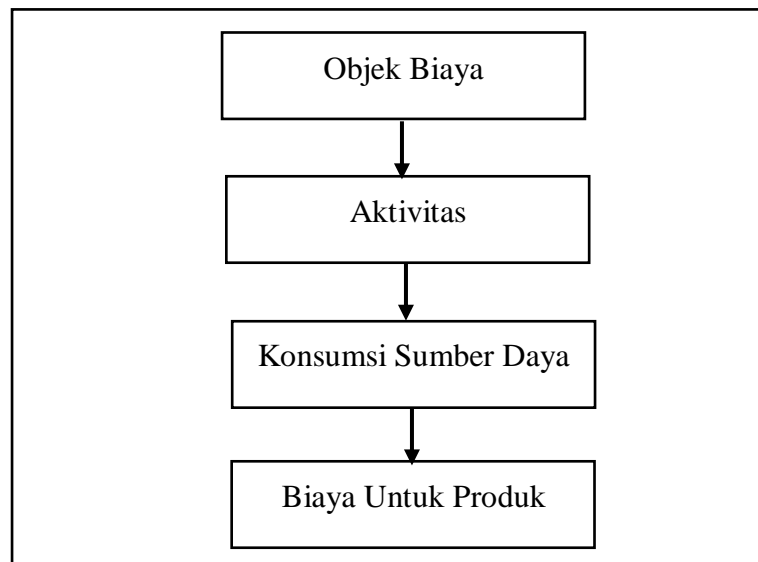 Objek Biaya
Aktivitas
Konsumsi Sumber Daya
Biaya Untuk Produk